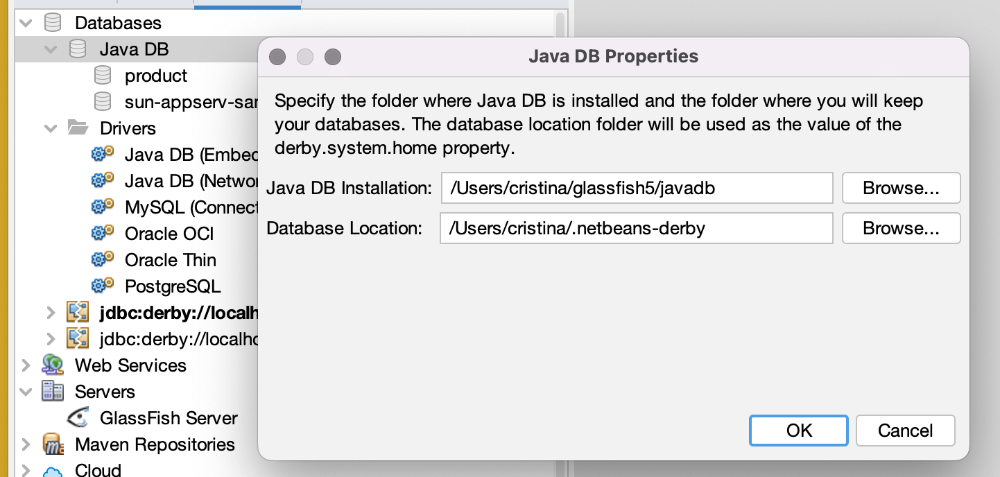 Databases
Java DB
product
sun-appserv-sar
Drivers
Java DB (Embed
Java DB (Networ
MySQL (Connect
Oracle OCI
Oracle Thin
PostgreSQL
jdbc:derby://localh
jdbc:derby://localho
Web Services
Servers
GlassFish Server
Maven Repositories
Cloud
Java DB Properties
Specify the folder where Java DB is installed and the folder where you will keep
your databases. The database location folder will be used as the value of the
derby.system.home property.
Java DB Installation: /Users/cristina/glassfish5/javadb Browse...
Database Location: /Users/cristina/.netbeans-derby Browse...
OK Cancel